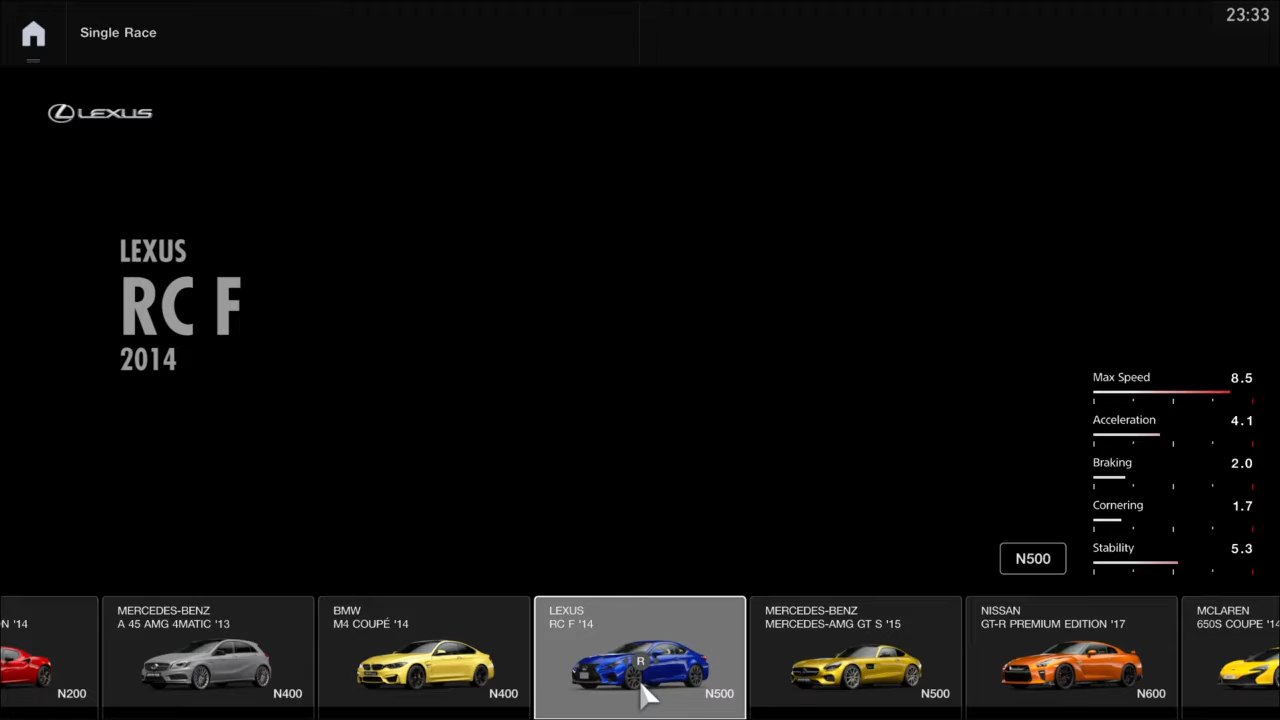 Single Race
23:33
LEXUS
LEXUS
RC F
2014
Max Speed 8.5
Acceleration 4.1
Braking 2.0
Cornering 1.7
Stability 5.3
N500
N '14
N200
MERCEDES-BENZ
A 45 AMG 4MATIC '13
N400
BMW
M4 COUPÉ '14
N400
LEXUS
RC F '14
R
N500
MERCEDES-BENZ
MERCEDES-AMG GT S '15
N500
NISSAN
GT-R PREMIUM EDITION '17
N600
MCLAREN
650S COUPE '14